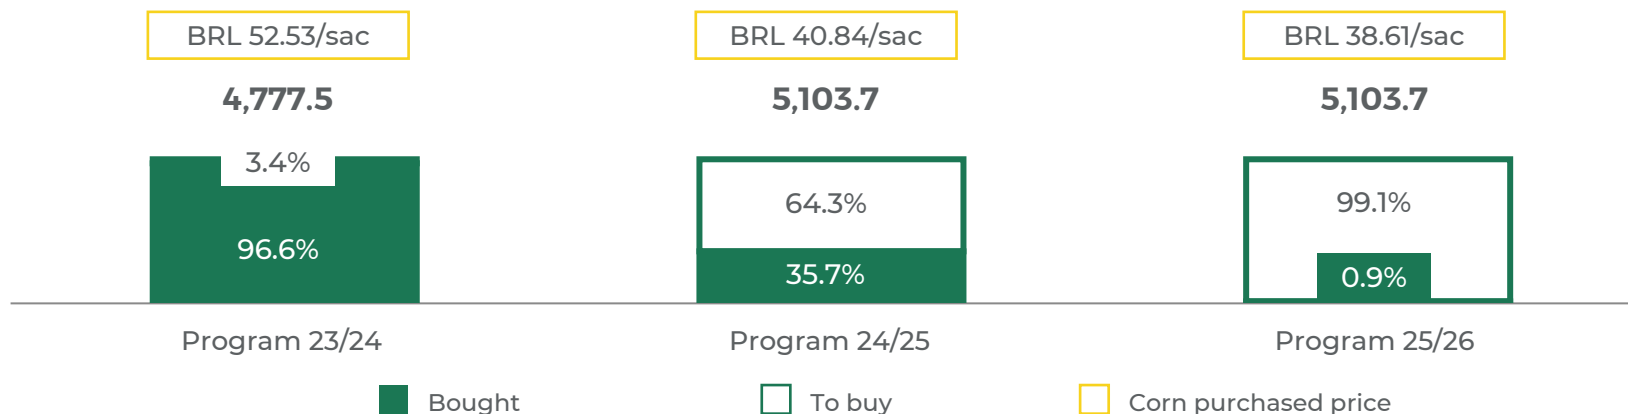 BRL 52.53/sac
BRL 40.84/sac
BRL 38.61/sac
4,777.5
5,103.7
5,103.7
3.4%
64.3%
99.1%
96.6%
35.7%
0.9%
Program 23/24
Program 24/25
Program 25/26
Bought
To buy
Corn purchased price